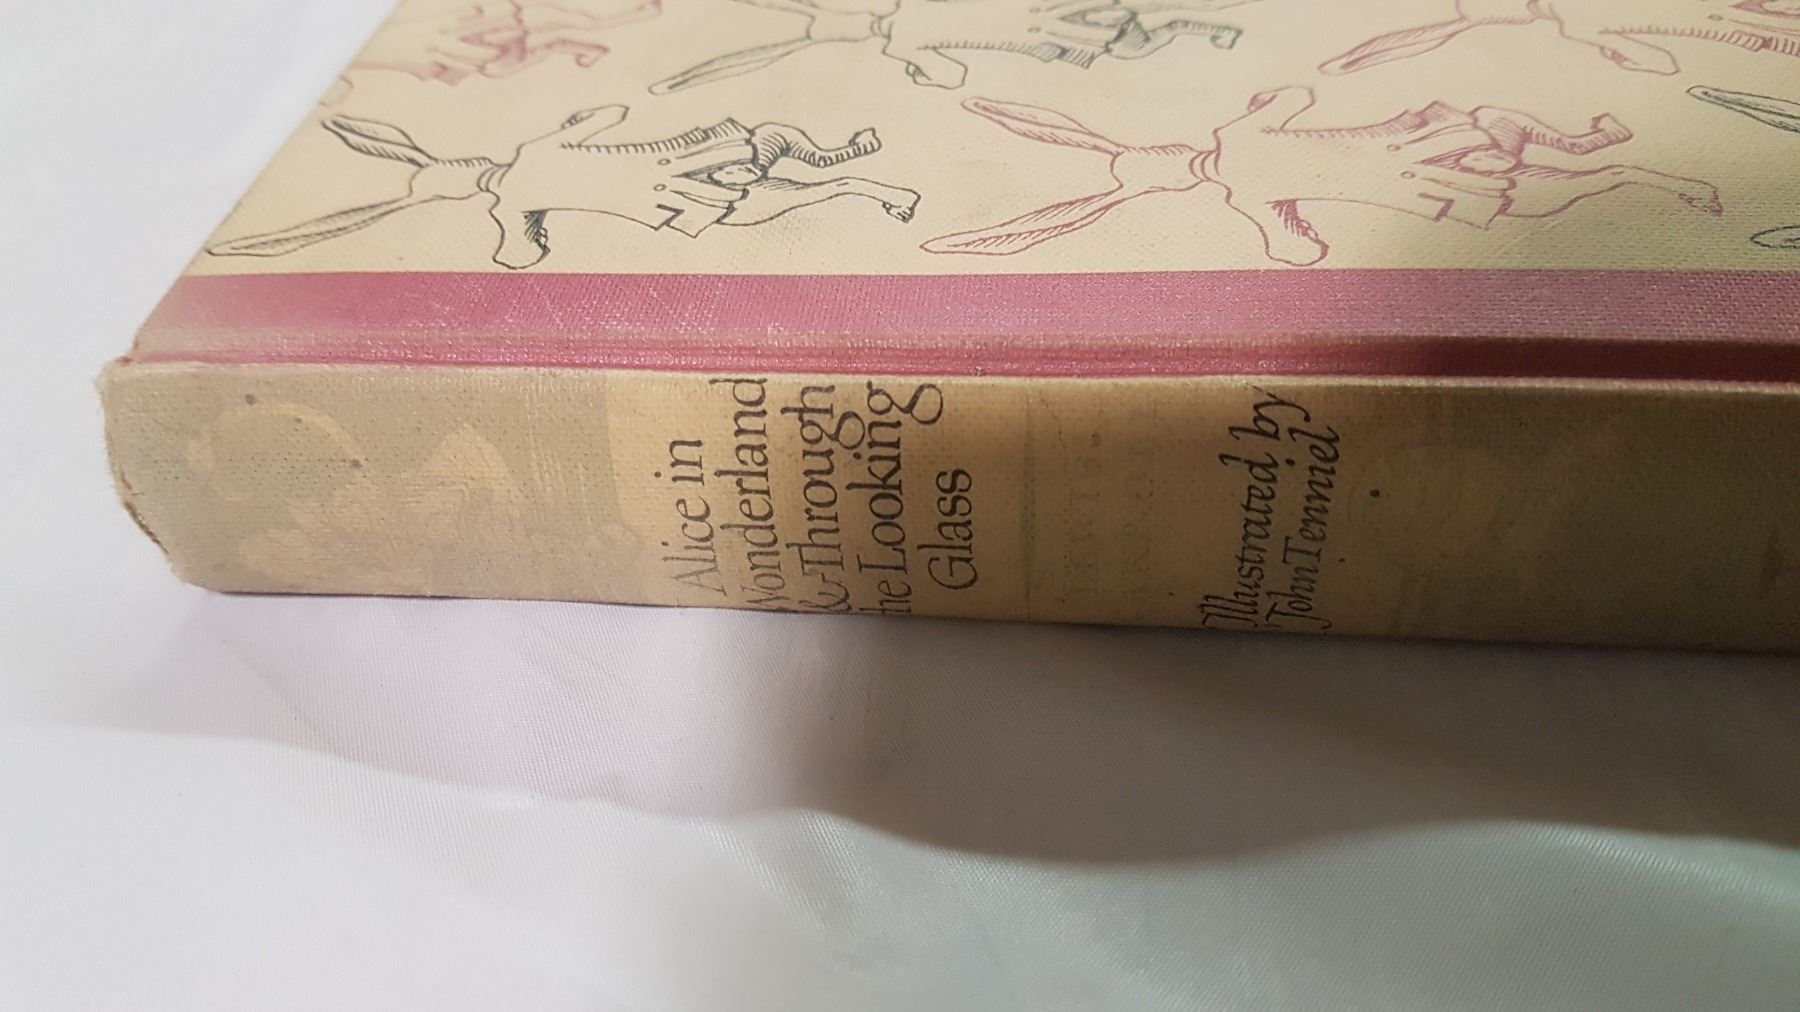 Alice in
Wonderland
& Through
the Looking
Glass
Illustrated by
John Tenniel